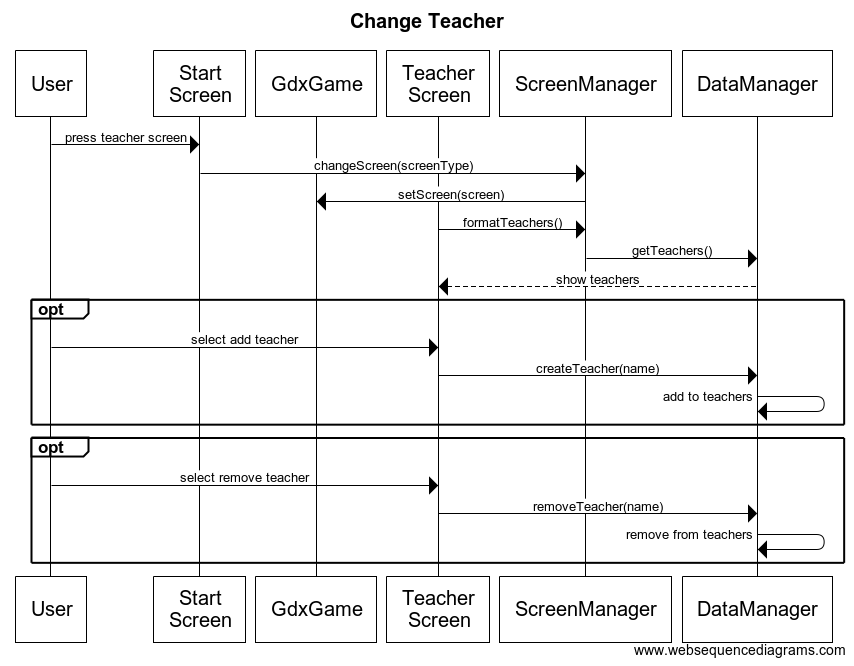 Change Teacher
User
Start
Screen
GdxGame
Teacher
Screen
ScreenManager
DataManager
press teacher screen
changeScreen(screenType)
setScreen(screen)
formatTeachers()
getTeachers()
show teachers
opt
select add teacher
createTeacher(name)
add to teachers
opt
select remove teacher
removeTeacher(name)
remove from teachers
User
Start
Screen
GdxGame
Teacher
Screen
ScreenManager
DataManager
www.websequencediagrams.com